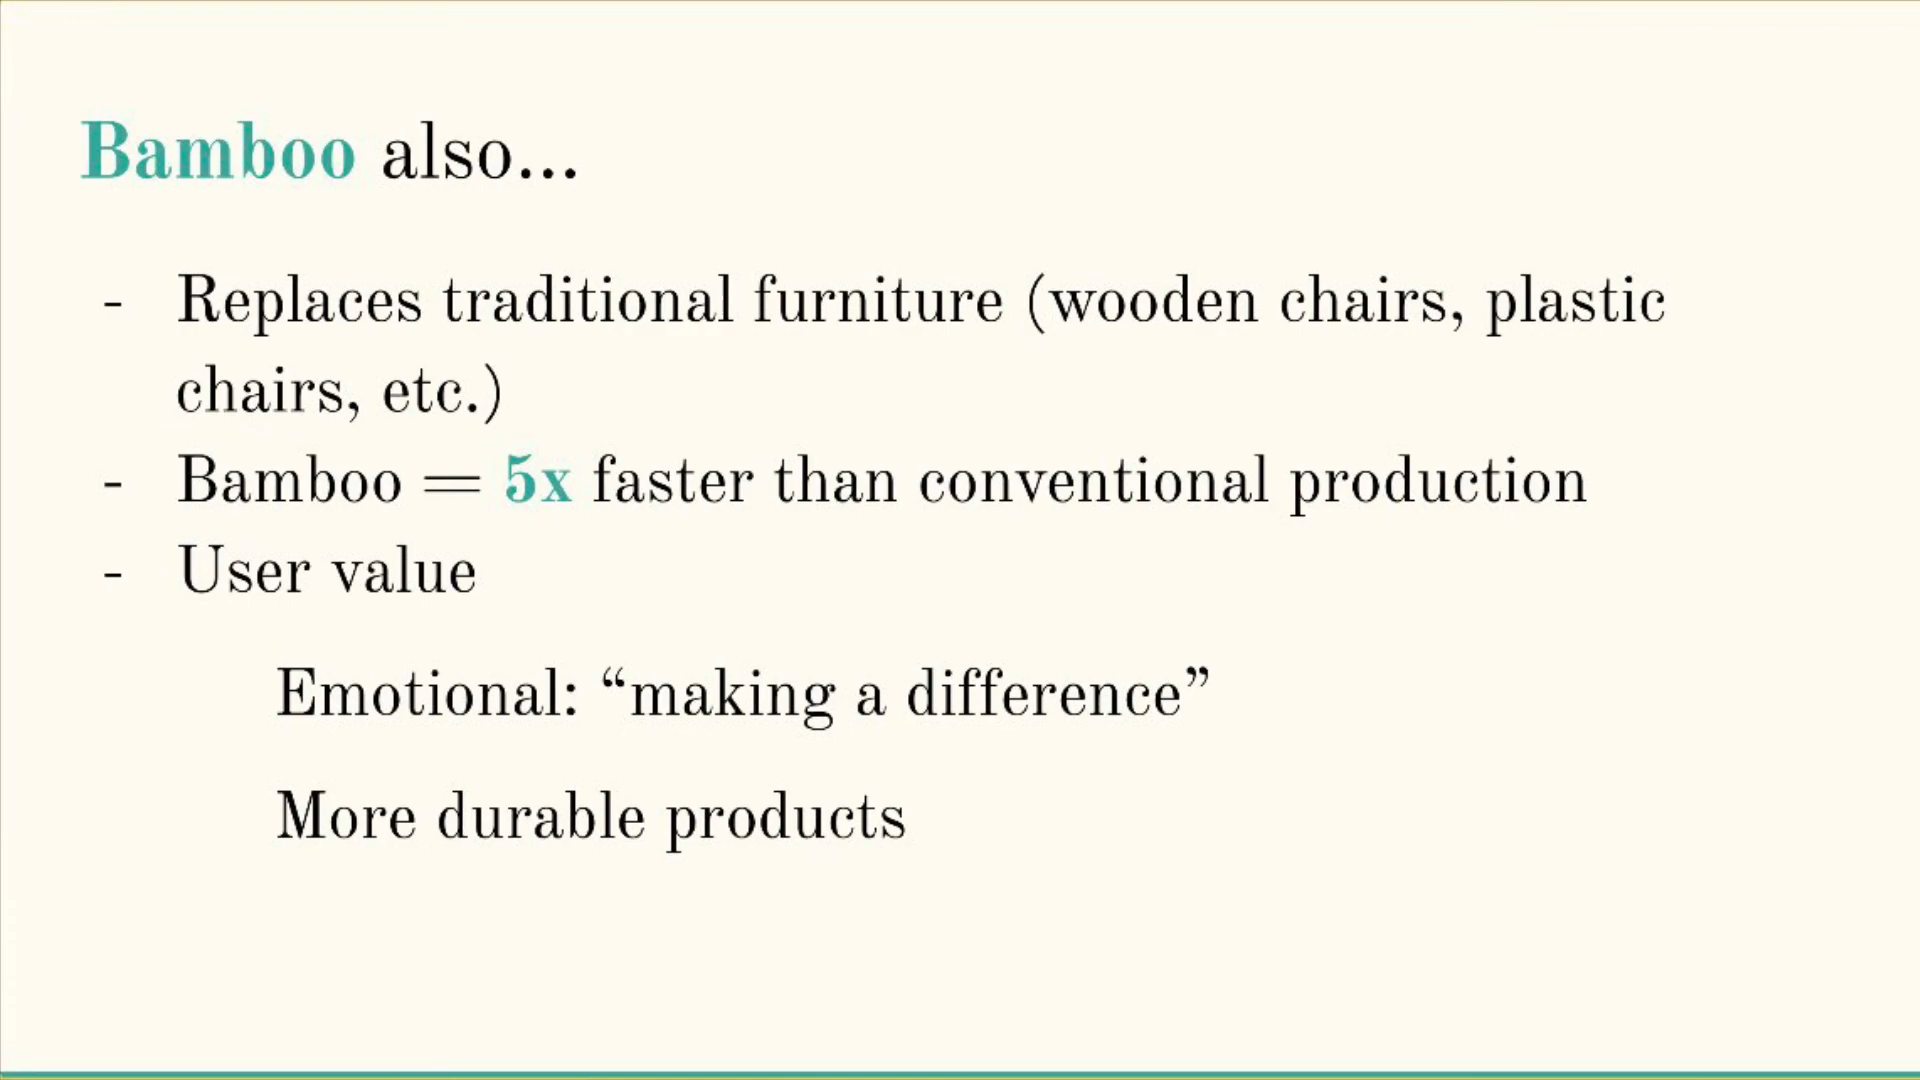 Bamboo also...
- Replaces traditional furniture (wooden chairs, plastic
chairs, etc.)
- Bamboo = 5x faster than conventional production
- User value
Emotional: “making a difference”
More durable products